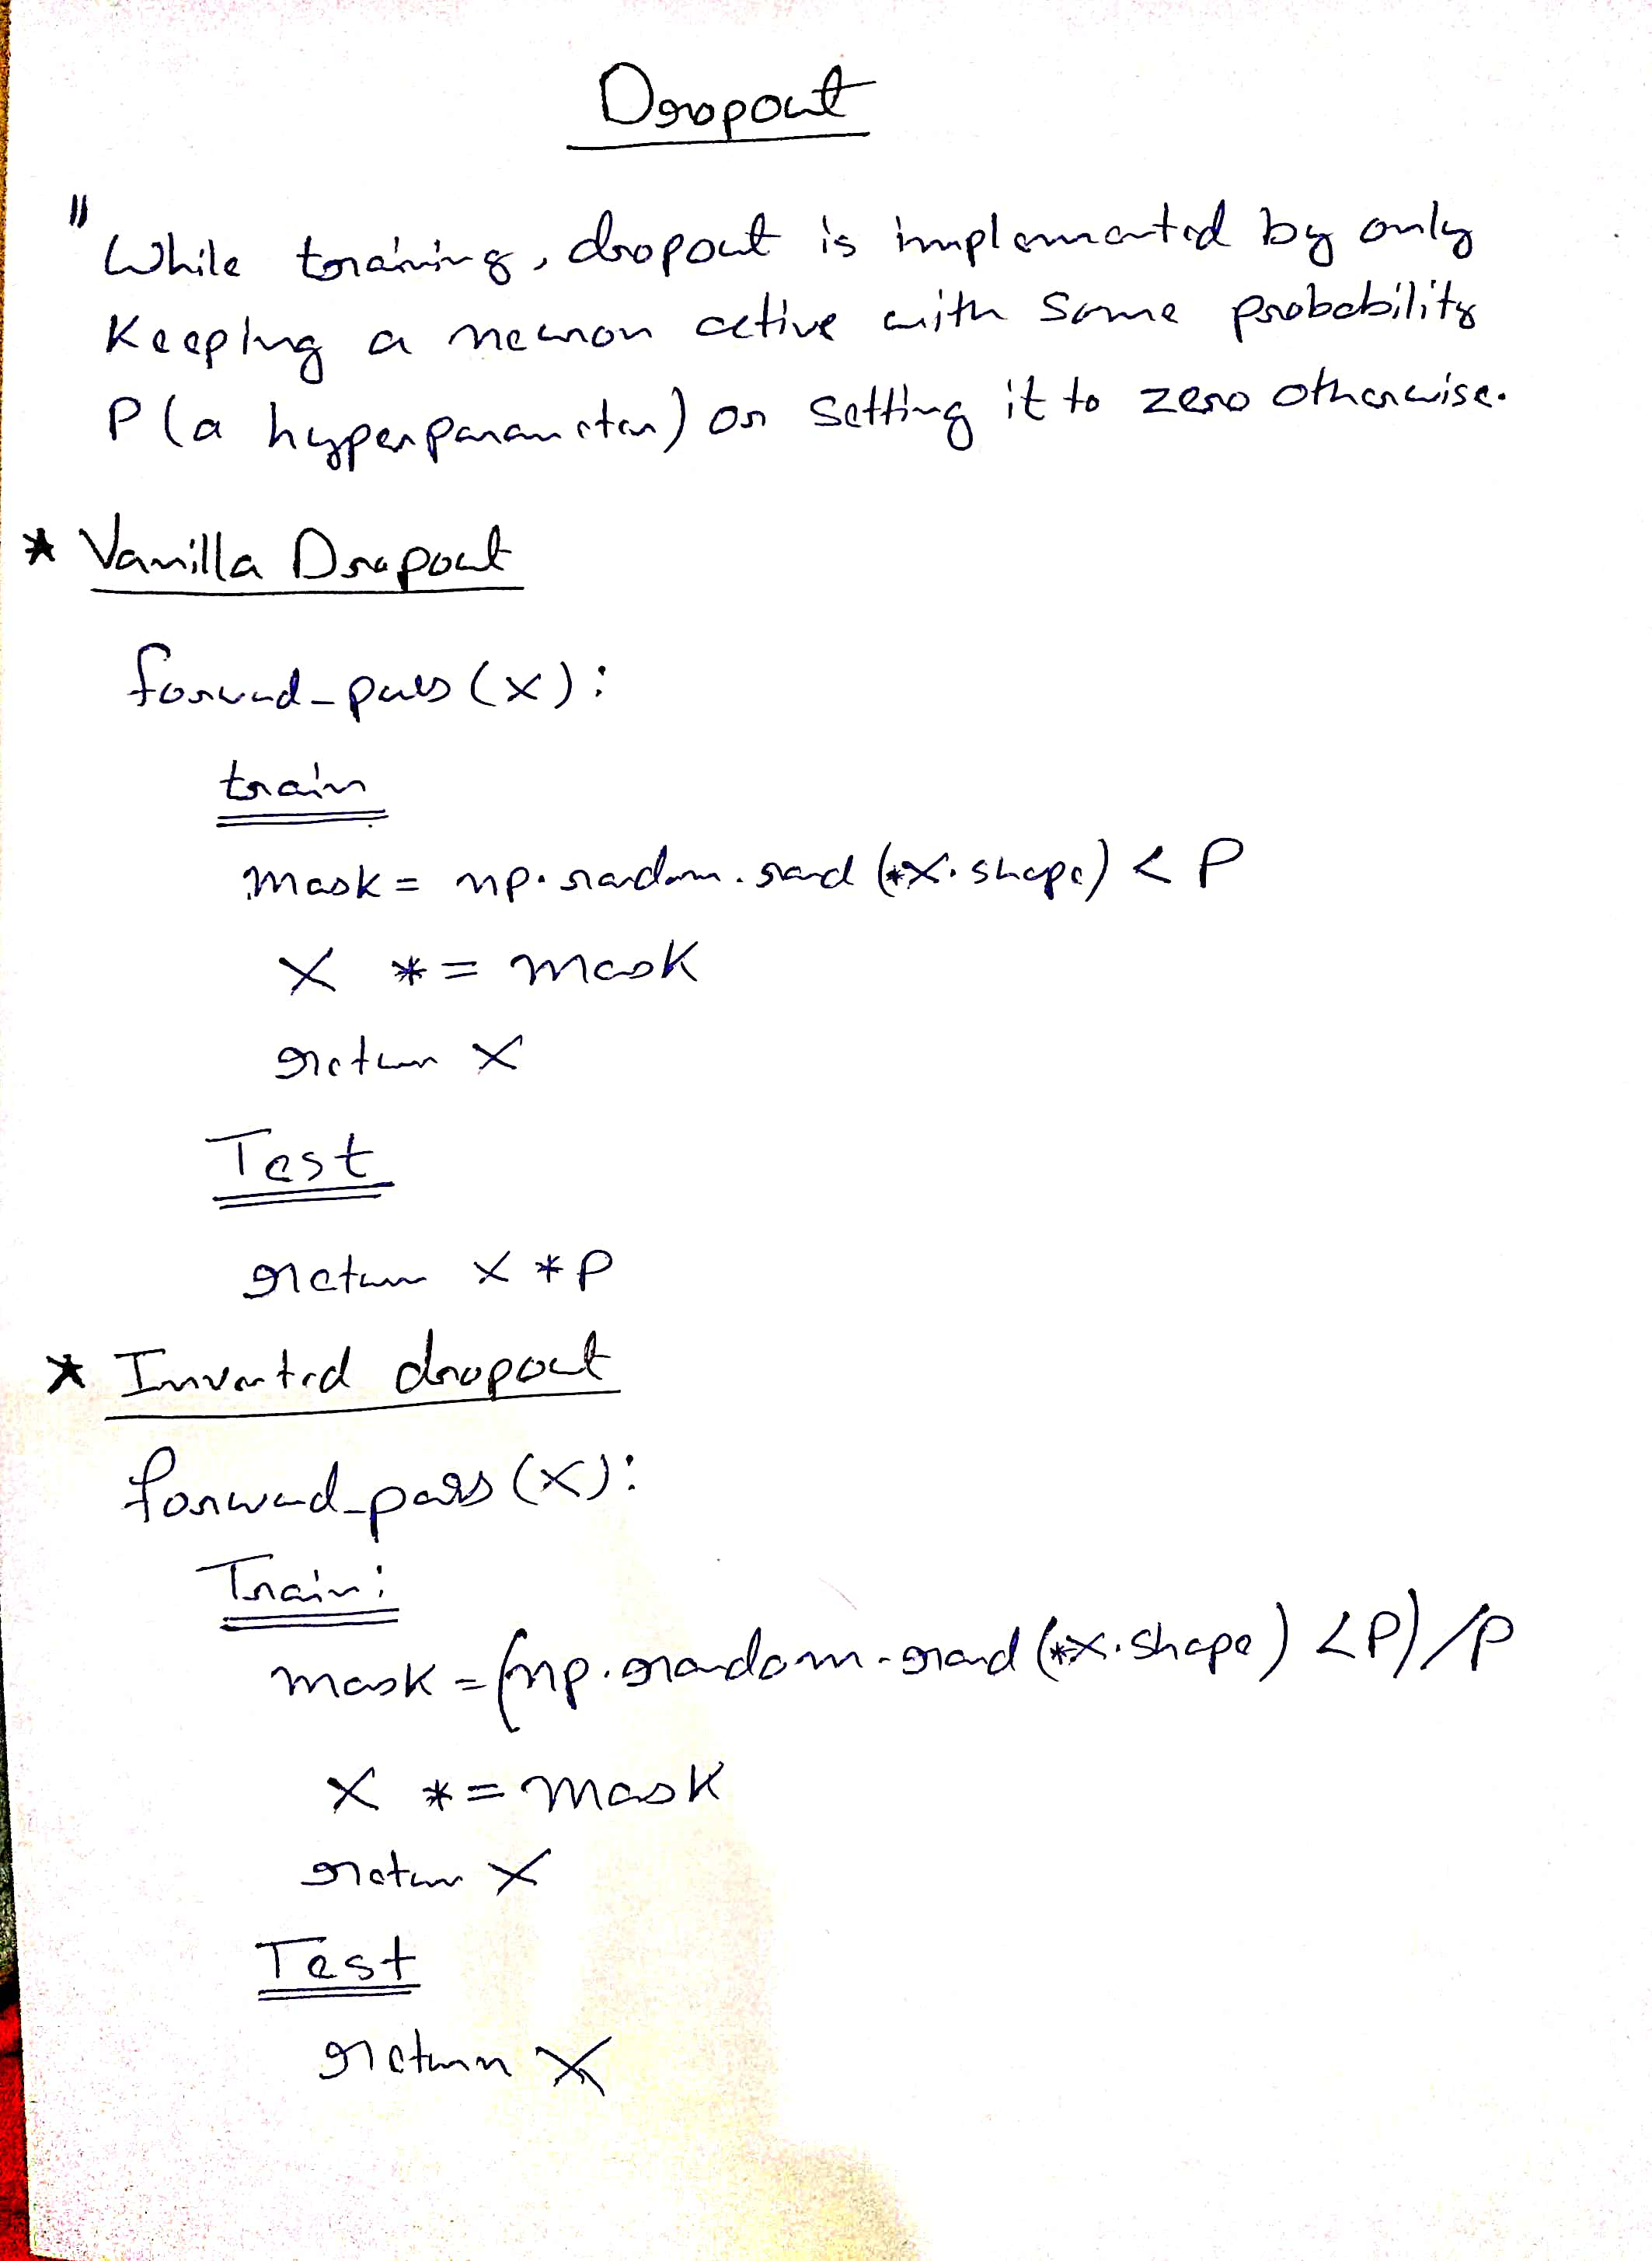 Dropout
" While training, dropout is implemented by only
Keeping a neuron active with some probability
P (a hyperparameter) or setting it to zero otherwise.
* Vanilla Dropout
forward_pass (x) :
train
mask = np. random. rand (*X. shape) < P
X *= mask
return X
Test
return X * P
* Inverted dropout
forward_pass (X):
Train:
mask = (np. random. rand (*X. shape) < P) / P
X *= mask
return X
Test
return X